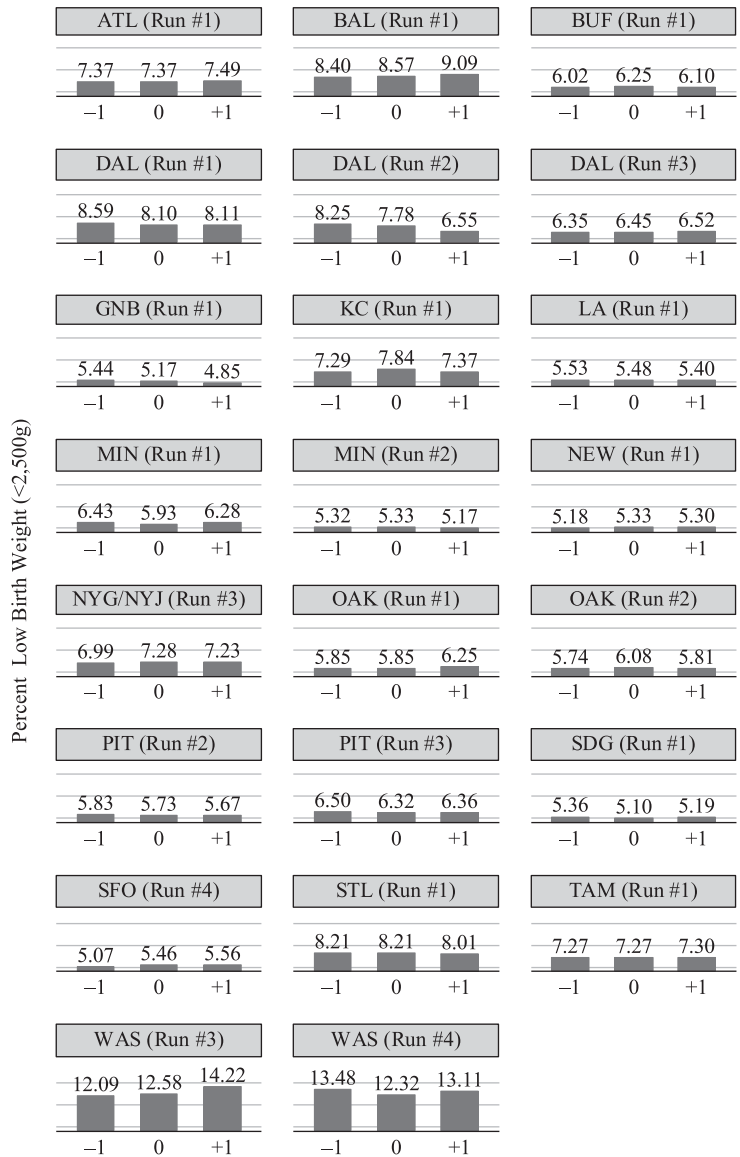 ATL (Run #1) BAL (Run #1) BUF (Run #1)
7.37 7.37 7.49 8.40 8.57 9.09 6.02 6.25 6.10
–1 0 +1 –1 0 +1 –1 0 +1
DAL (Run #1) DAL (Run #2) DAL (Run #3)
8.59 8.10 8.11 8.25 7.78 6.55 6.35 6.45 6.52
–1 0 +1 –1 0 +1 –1 0 +1
GNB (Run #1) KC (Run #1) LA (Run #1)
5.44 5.17 4.85 7.29 7.84 7.37 5.53 5.48 5.40
–1 0 +1 –1 0 +1 –1 0 +1
Percent Low Birth Weight (<2,500g)
MIN (Run #1) MIN (Run #2) NEW (Run #1)
6.43 5.93 6.28 5.32 5.33 5.17 5.18 5.33 5.30
–1 0 +1 –1 0 +1 –1 0 +1
NYG/NYJ (Run #3) OAK (Run #1) OAK (Run #2)
6.99 7.28 7.23 5.85 5.85 6.25 5.74 6.08 5.81
–1 0 +1 –1 0 +1 –1 0 +1
PIT (Run #2) PIT (Run #3) SDG (Run #1)
5.83 5.73 5.67 6.50 6.32 6.36 5.36 5.10 5.19
–1 0 +1 –1 0 +1 –1 0 +1
SFO (Run #4) STL (Run #1) TAM (Run #1)
5.07 5.46 5.56 8.21 8.21 8.01 7.27 7.27 7.30
–1 0 +1 –1 0 +1 –1 0 +1
WAS (Run #3) WAS (Run #4)
12.09 12.58 14.22 13.48 12.32 13.11
–1 0 +1 –1 0 +1